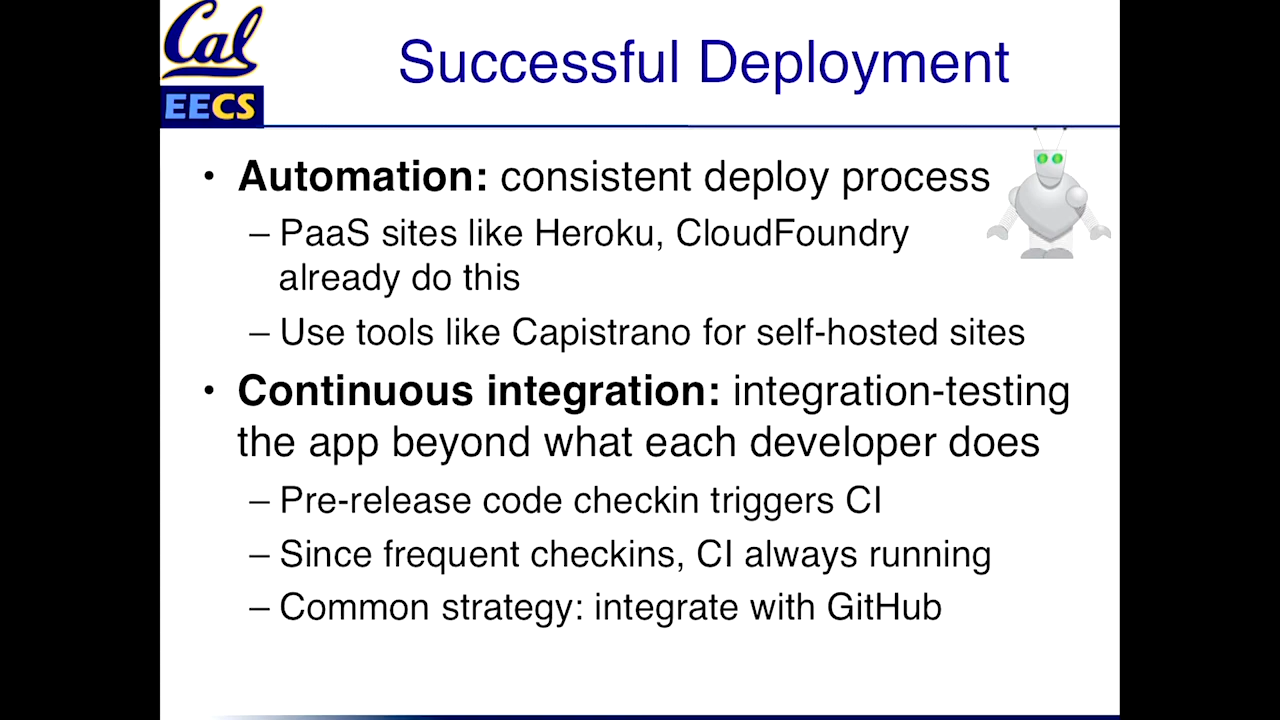 Cal
EECS
Successful Deployment
• Automation: consistent deploy process
– PaaS sites like Heroku, CloudFoundry
already do this
– Use tools like Capistrano for self-hosted sites
• Continuous integration: integration-testing
the app beyond what each developer does
– Pre-release code checkin triggers CI
– Since frequent checkins, CI always running
– Common strategy: integrate with GitHub